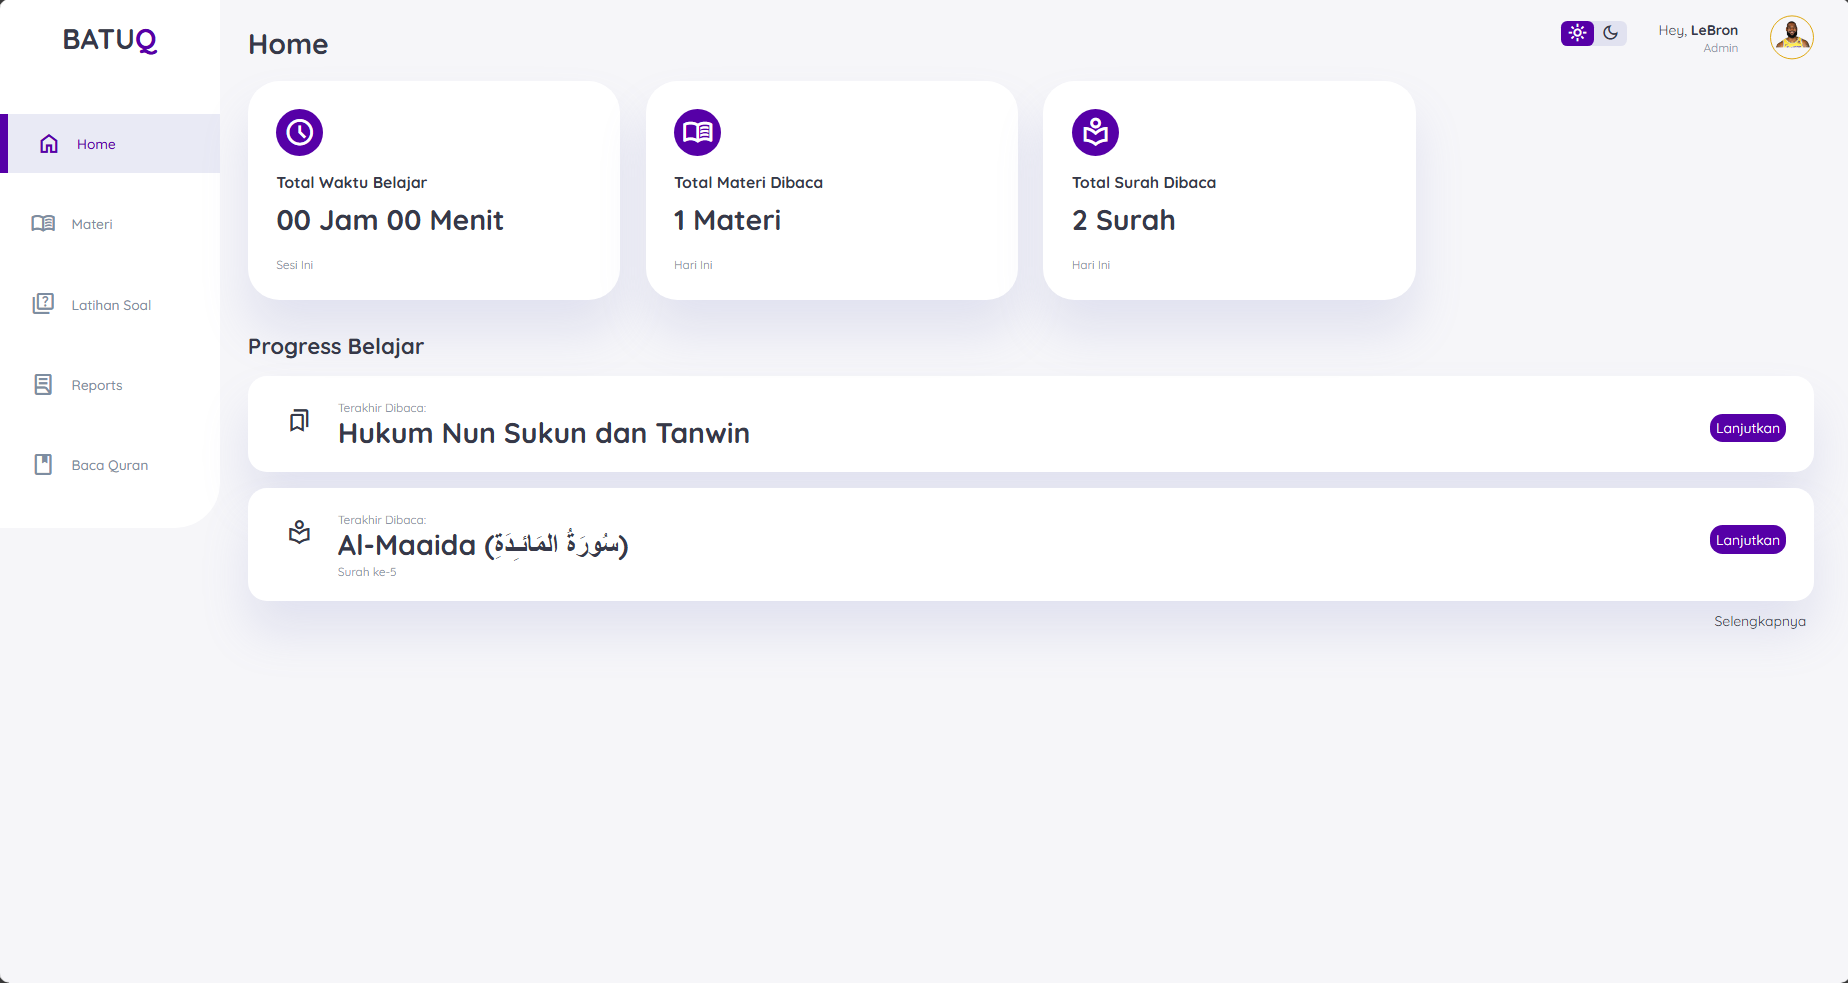 BATUQ
Home
Materi
Latihan Soal
Reports
Baca Quran
Home
Hey, LeBron
Admin
Total Waktu Belajar
00 Jam 00 Menit
Sesi Ini
Total Materi Dibaca
1 Materi
Hari Ini
Total Surah Dibaca
2 Surah
Hari Ini
Progress Belajar
Terakhir Dibaca:
Hukum Nun Sukun dan Tanwin
Lanjutkan
Terakhir Dibaca:
Al-Maaida (سُورَةُ المَائـِدَةِ)
Surah ke-5
Lanjutkan
Selengkapnya